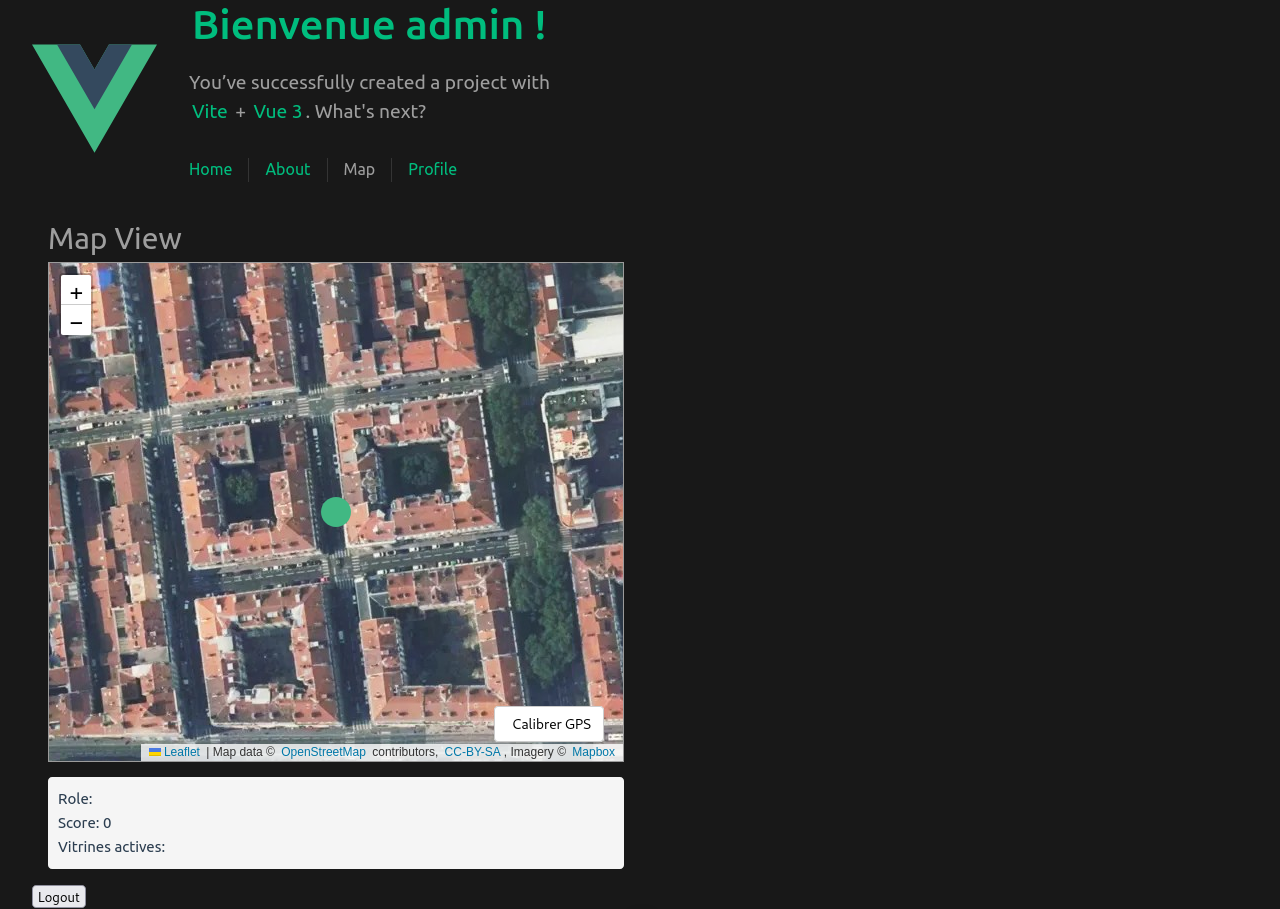 Bienvenue admin !
You’ve successfully created a project with
Vite + Vue 3. What's next?
Home About Map Profile
Map View
+
−
Calibrer GPS
Leaflet | Map data © OpenStreetMap contributors, CC-BY-SA, Imagery © Mapbox
Role:
Score: 0
Vitrines actives:
Logout